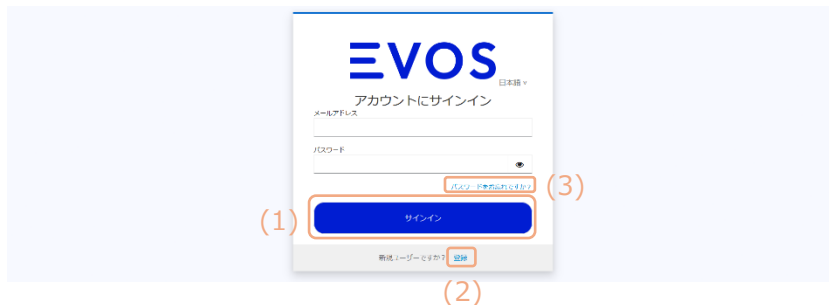 EVOS
日本語
アカウントにサインイン
メールアドレス
パスワード
パスワードをお忘れですか?
(3)
(1)
サインイン
新規ユーザーですか? 登録
(2)